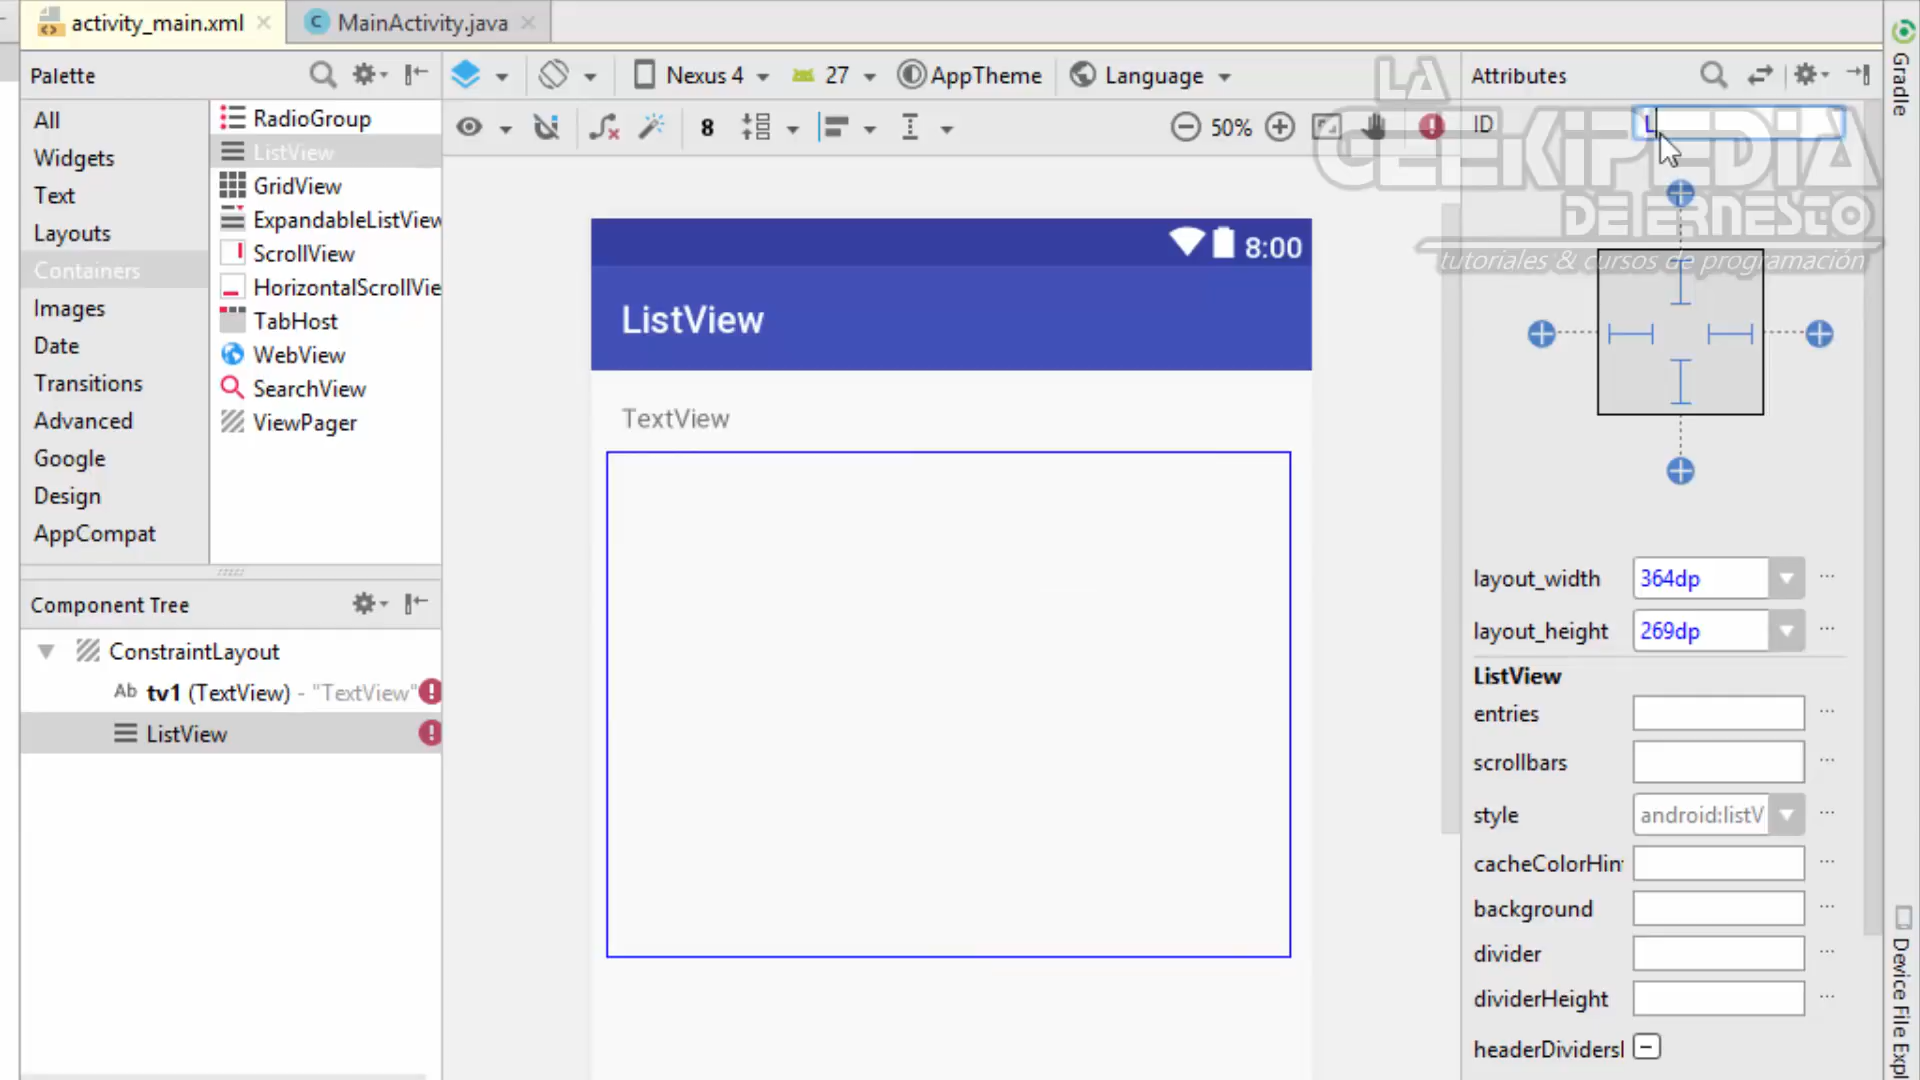 activity_main.xml
MainActivity.java
Palette
Nexus 4
27
AppTheme
Language
Attributes
Gradle
All
Widgets
Text
Layouts
Containers
Images
Date
Transitions
Advanced
Google
Design
AppCompat
RadioGroup
ListView
GridView
ExpandableListView
ScrollView
HorizontalScrollVie
TabHost
WebView
SearchView
ViewPager
8
50%
ID
L
LA
GEEKIPEDIA
DE ERNESTO
tutoriales & cursos de programación
8:00
ListView
TextView
Component Tree
ConstraintLayout
Ab tv1 (TextView) - "TextView"
ListView
layout_width
364dp
layout_height
269dp
ListView
entries
scrollbars
style
android:listV
cacheColorHin
background
divider
dividerHeight
headerDividers
Device File Expl